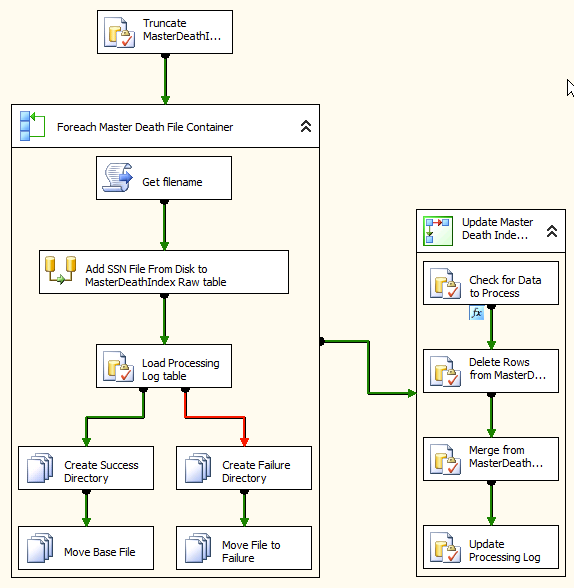 Truncate
MasterDeathI...
Foreach Master Death File Container
Get filename
Add SSN File From Disk to
MasterDeathIndex Raw table
Load Processing
Log table
Create Success
Directory
Create Failure
Directory
Move Base File
Move File to
Failure
Update Master
Death Inde...
Check for Data
to Process
fx
Delete Rows
from MasterD...
Merge from
MasterDeath...
Update
Processing Log